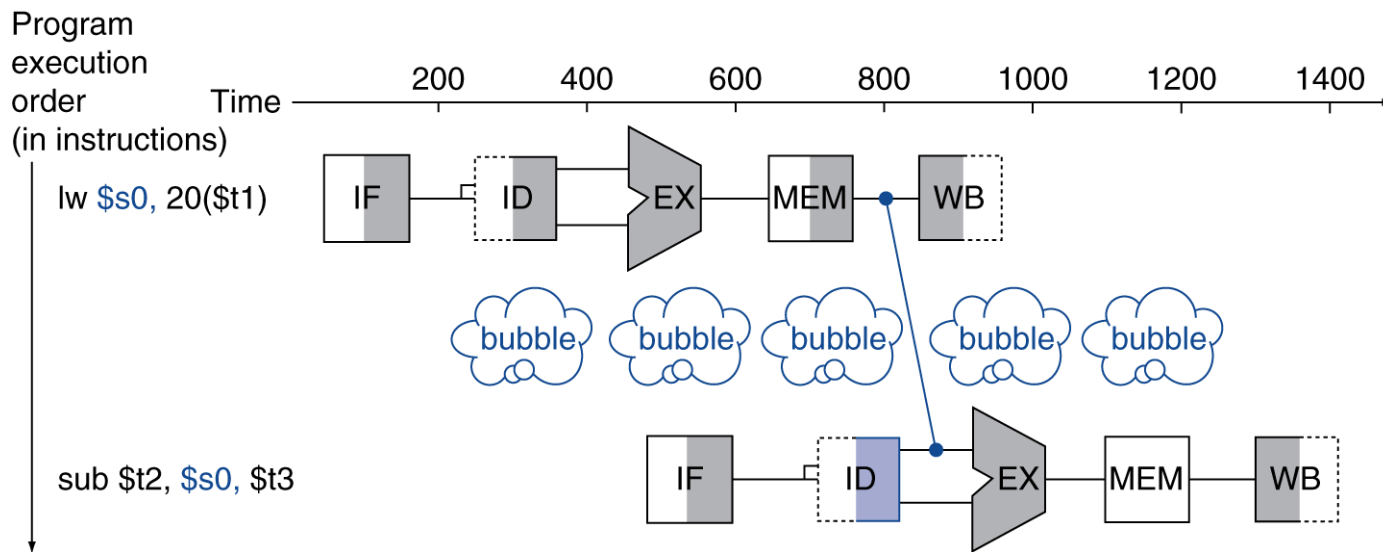 Program
execution
order
(in instructions)
Time
200 400 600 800 1000 1200 1400
lw $s0, 20($t1)
IF ID EX MEM WB
bubble bubble bubble bubble bubble
sub $t2, $s0, $t3
IF ID EX MEM WB